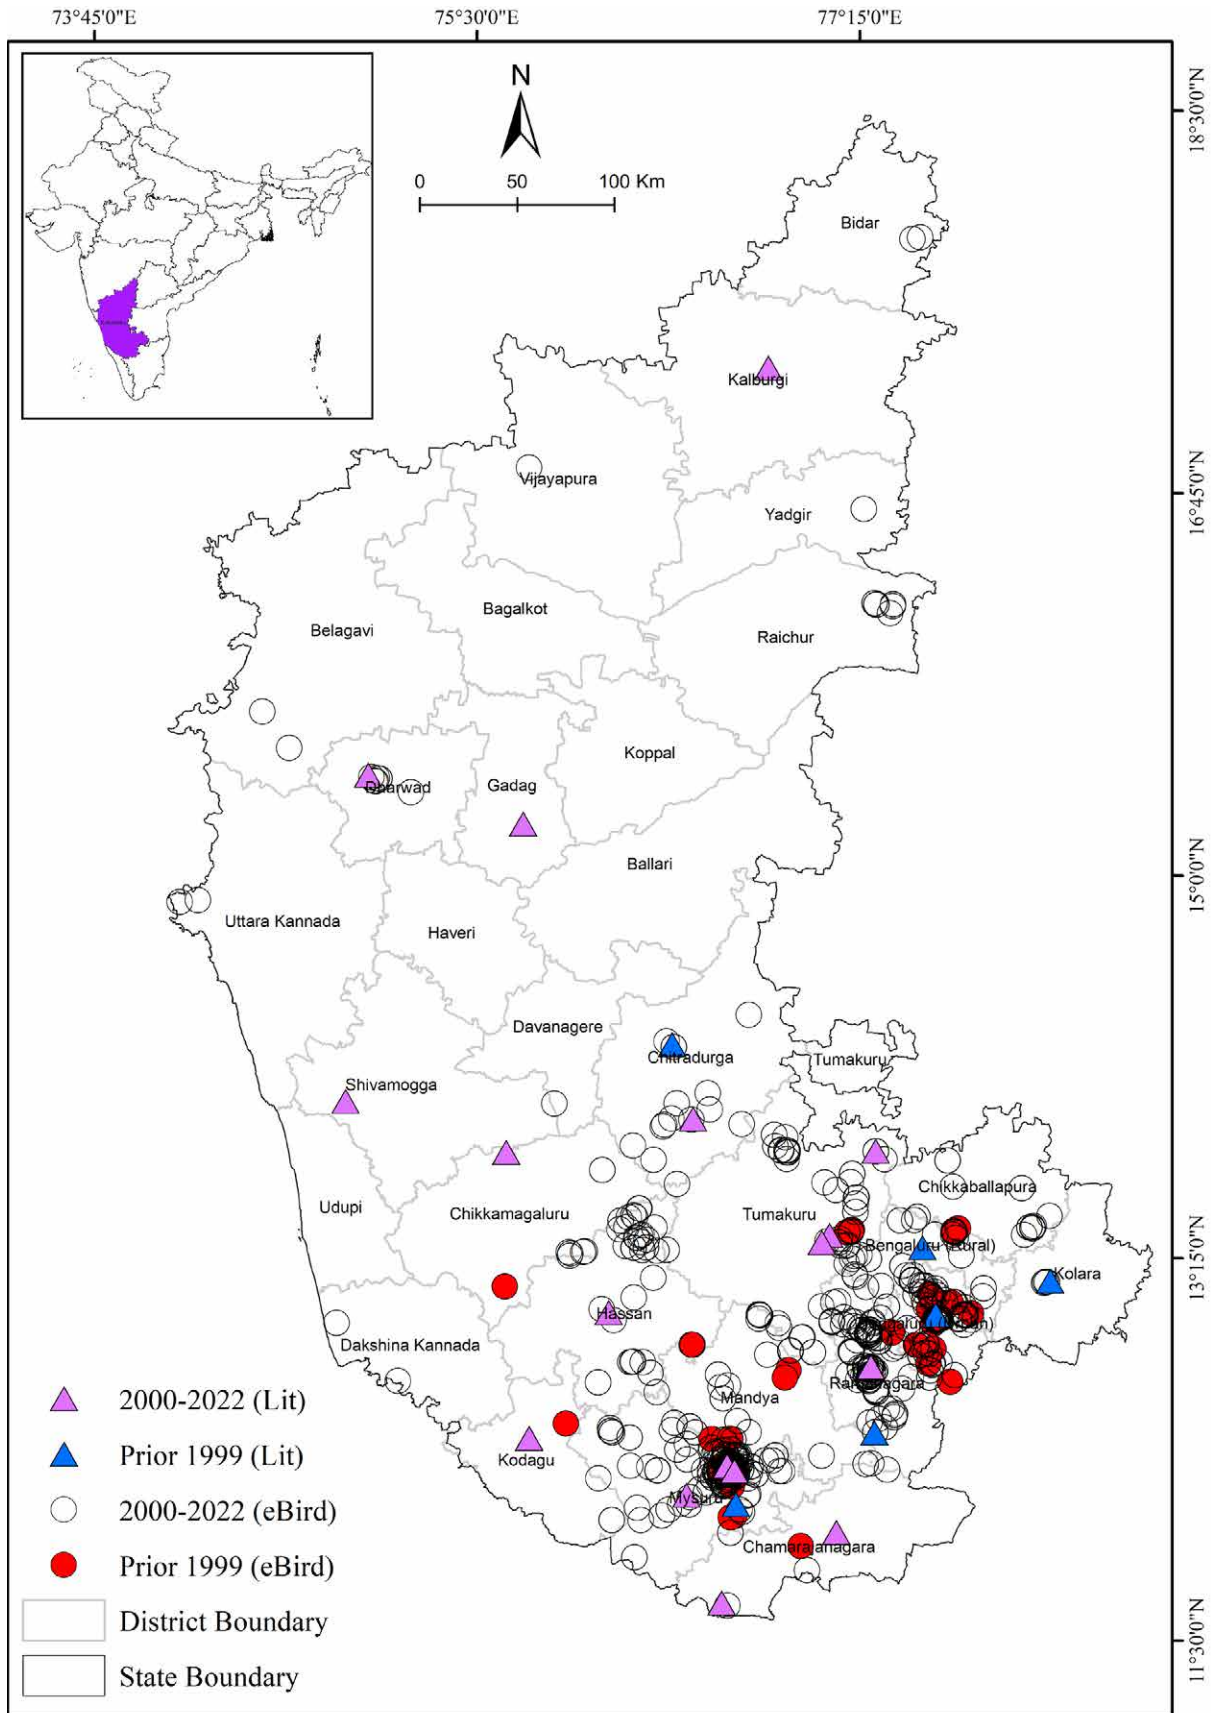 73°45'0"E 75°30'0"E 77°15'0"E
N
18°30'0"N
0 50 100 Km
Bidar
Kalburgi
Vijayapura
16°45'0"N
Yadgir
Bagalkot
Belagavi
Raichur
Koppal
Dharwad
Gadag
Ballari
15°0'0"N
Uttara Kannada
Haveri
Davanagere
Chitradurga
Tumakuru
Shivamogga
Chikkaballapura
Udupi
Chikkamagaluru
Tumakuru
Bengaluru (Rural)
13°15'0"N
Kolara
Hassan
Bengaluru (Urban)
Dakshina Kannada
Ramanagara
Mandya
Kodagu
Mysuru
Chamarajanagara
11°30'0"N
2000-2022 (Lit)
Prior 1999 (Lit)
2000-2022 (eBird)
Prior 1999 (eBird)
District Boundary
State Boundary